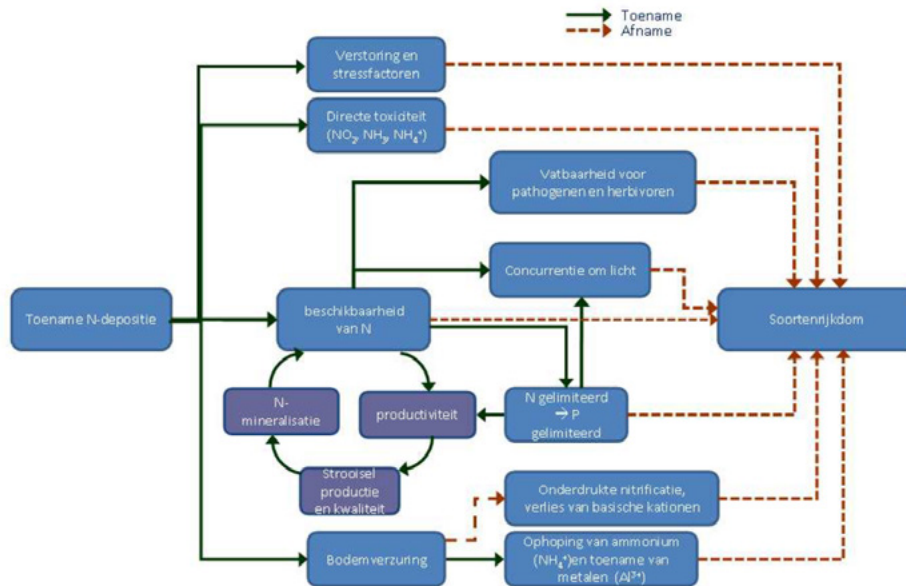 Toename
Afname
Verstoring en
stressfactoren
Directe toxiciteit
(NO₂, NH₃, NH₄⁺)
Vatbaarheid voor
pathogenen en herbivoren
Concurrentie om licht
Toename N-depositie
beschikbaarheid
van N
Soortenrijkdom
N-
mineralisatie
productiviteit
N gelimiteerd
→ P
gelimiteerd
Strooisel
productie
en kwaliteit
Onderdrukte nitrificatie,
verlies van basische kationen
Bodemverzuring
Ophoping van ammonium
(NH₄⁺)en toename van
metalen (Al³⁺)